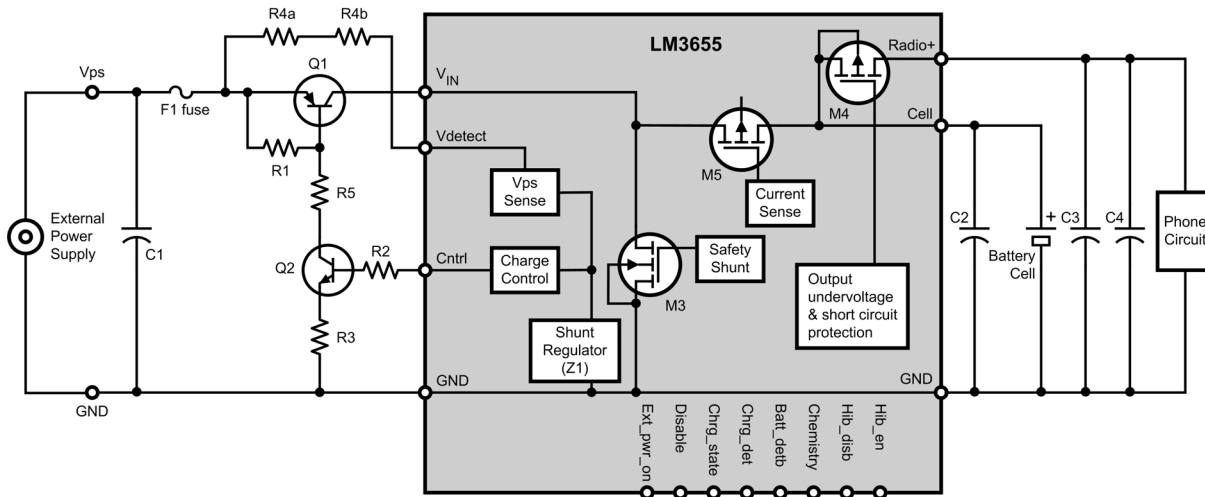 R4a
R4b
Vps
F1 fuse
Q1
R1
R5
R2
Q2
R3
C1
External
Power
Supply
GND
LM3655
VIN
Vdetect
Cntrl
GND
Vps
Sense
Charge
Control
Shunt
Regulator
(Z1)
M3
Safety
Shunt
M5
Current
Sense
M4
Output
undervoltage
& short circuit
protection
Radio+
Cell
GND
Ext_pwr_on
Disable
Chrg_state
Chrg_det
Batt_detb
Chemistry
Hib_disb
Hib_en
C2
+
Battery
Cell
C3
C4
Phone
Circuit